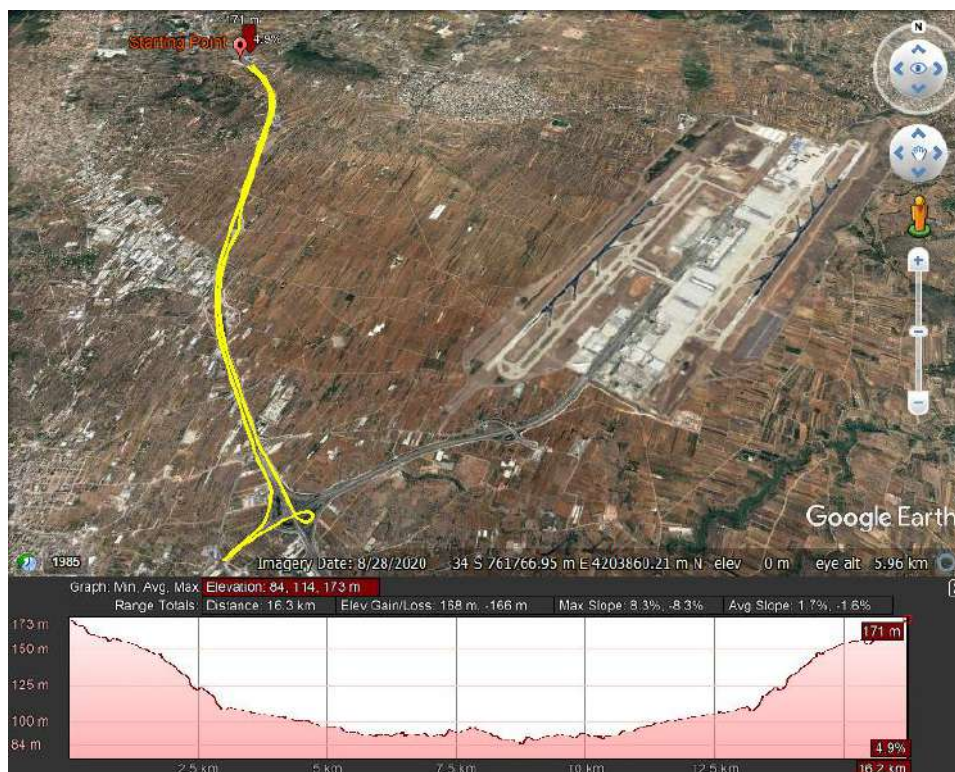 171 m
4.9%
Starting Point
N
Google Earth
1985
Imagery Date: 8/28/2020 34 S 761766.95 m E 4203860.21 m N elev 0 m eye alt 5.96 km
Graph: Min, Avg, Max Elevation: 84, 114, 173 m
Range Totals: Distance: 16.3 km Elev Gain/Loss: 168 m, -166 m Max Slope: 8.3%, -8.3% Avg Slope: 1.7%, -1.6%
173 m
171 m
150 m
125 m
100 m
84 m
4.9%
2.5 km 5 km 7.5 km 10 km 12.5 km 16.2 km